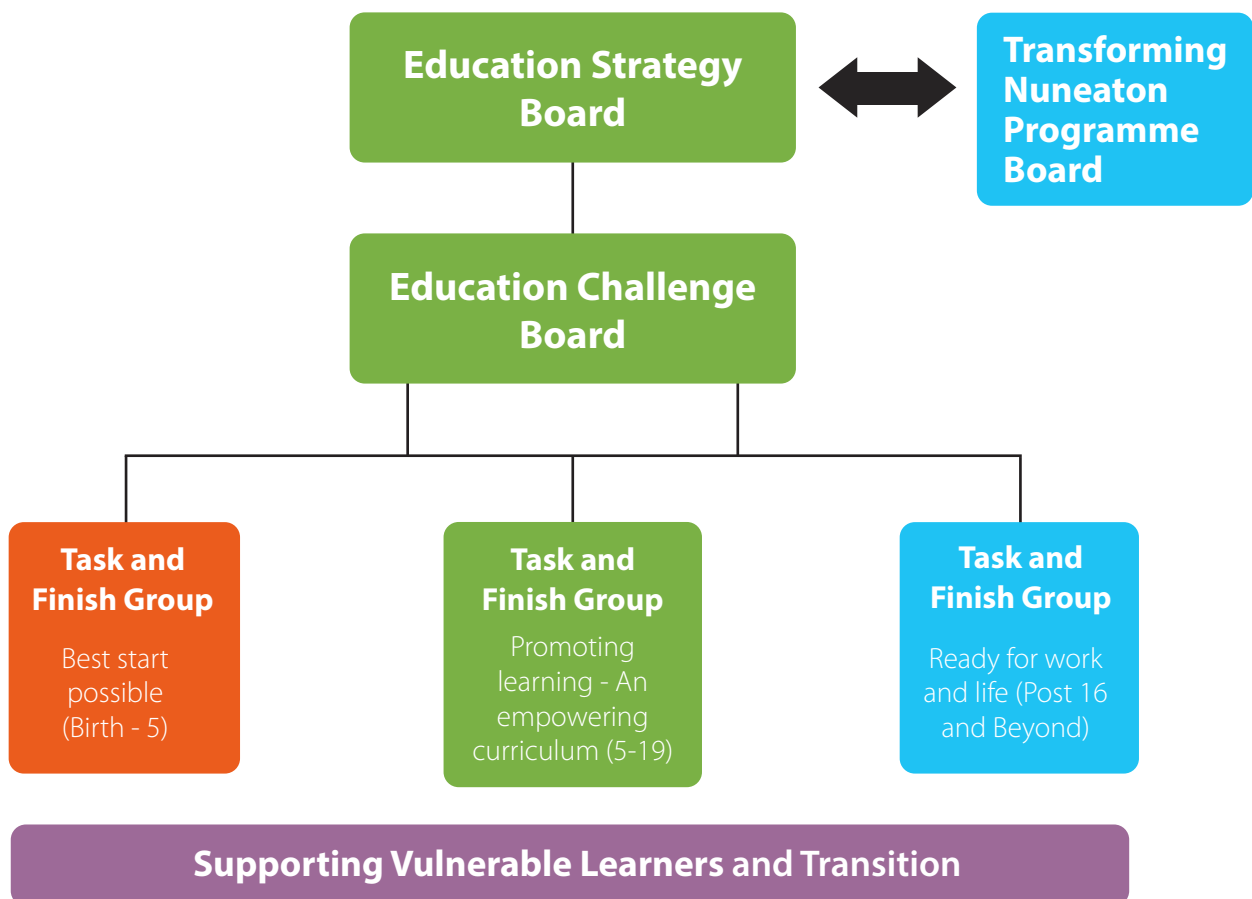 Education Strategy
Board
Transforming
Nuneaton
Programme
Board
Education Challenge
Board
Task and
Finish Group
Best start
possible
(Birth - 5)
Task and
Finish Group
Promoting
learning - An
empowering
curriculum (5-19)
Task and
Finish Group
Ready for work
and life (Post 16
and Beyond)
Supporting Vulnerable Learners and Transition